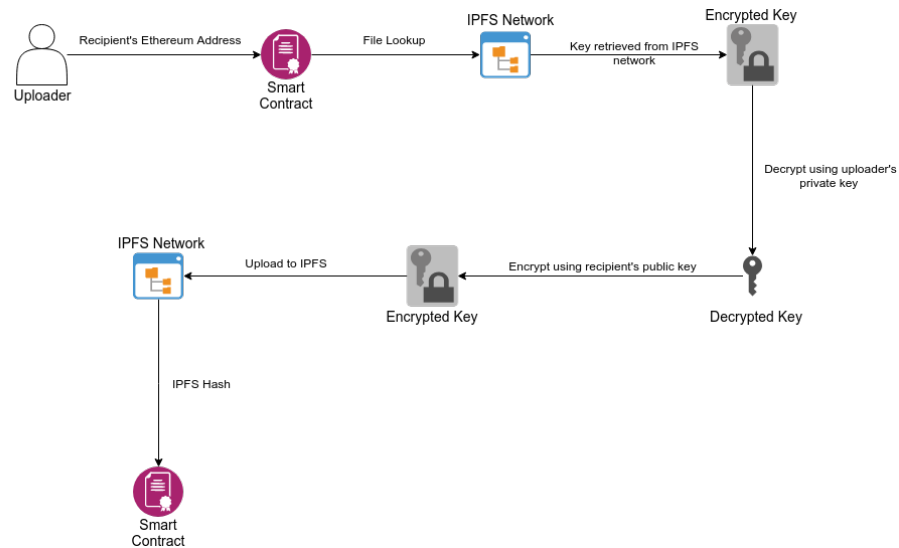 IPFS Network
Encrypted Key
Recipient's Ethereum Address
File Lookup
Key retrieved from IPFS
network
Uploader
Smart
Contract
Decrypt using uploader's
private key
IPFS Network
Upload to IPFS
Encrypt using recipient's public key
Encrypted Key
Decrypted Key
IPFS Hash
Smart
Contract